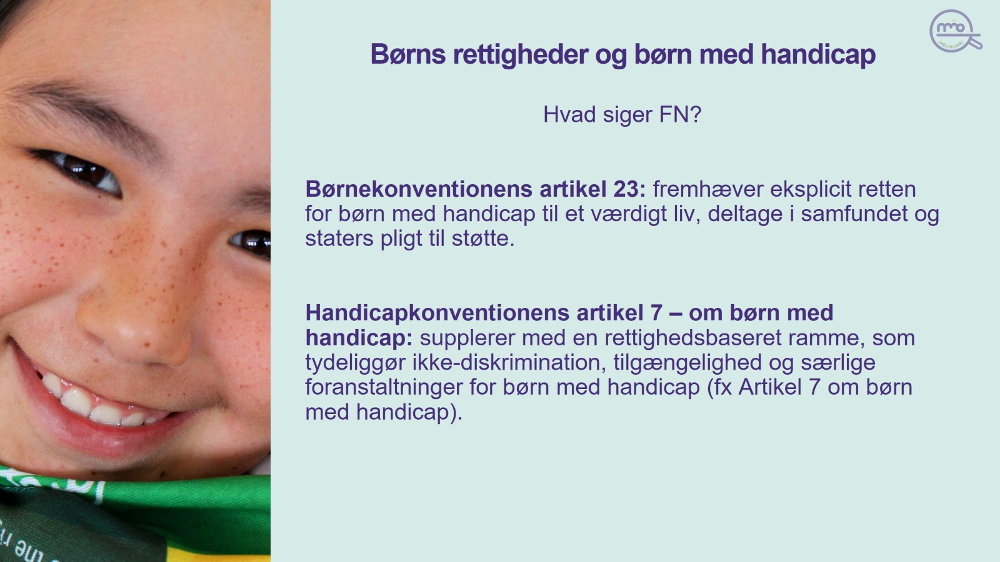 mio
Børns rettigheder og børn med handicap
Hvad siger FN?
Børnekonventionens artikel 23: fremhæver eksplicit retten
for børn med handicap til et værdigt liv, deltage i samfundet og
staters pligt til støtte.
Handicapkonventionens artikel 7 – om børn med
handicap: supplerer med en rettighedsbaseret ramme, som
tydeliggør ikke-diskrimination, tilgængelighed og særlige
foranstaltninger for børn med handicap (fx Artikel 7 om børn
med handicap).
the